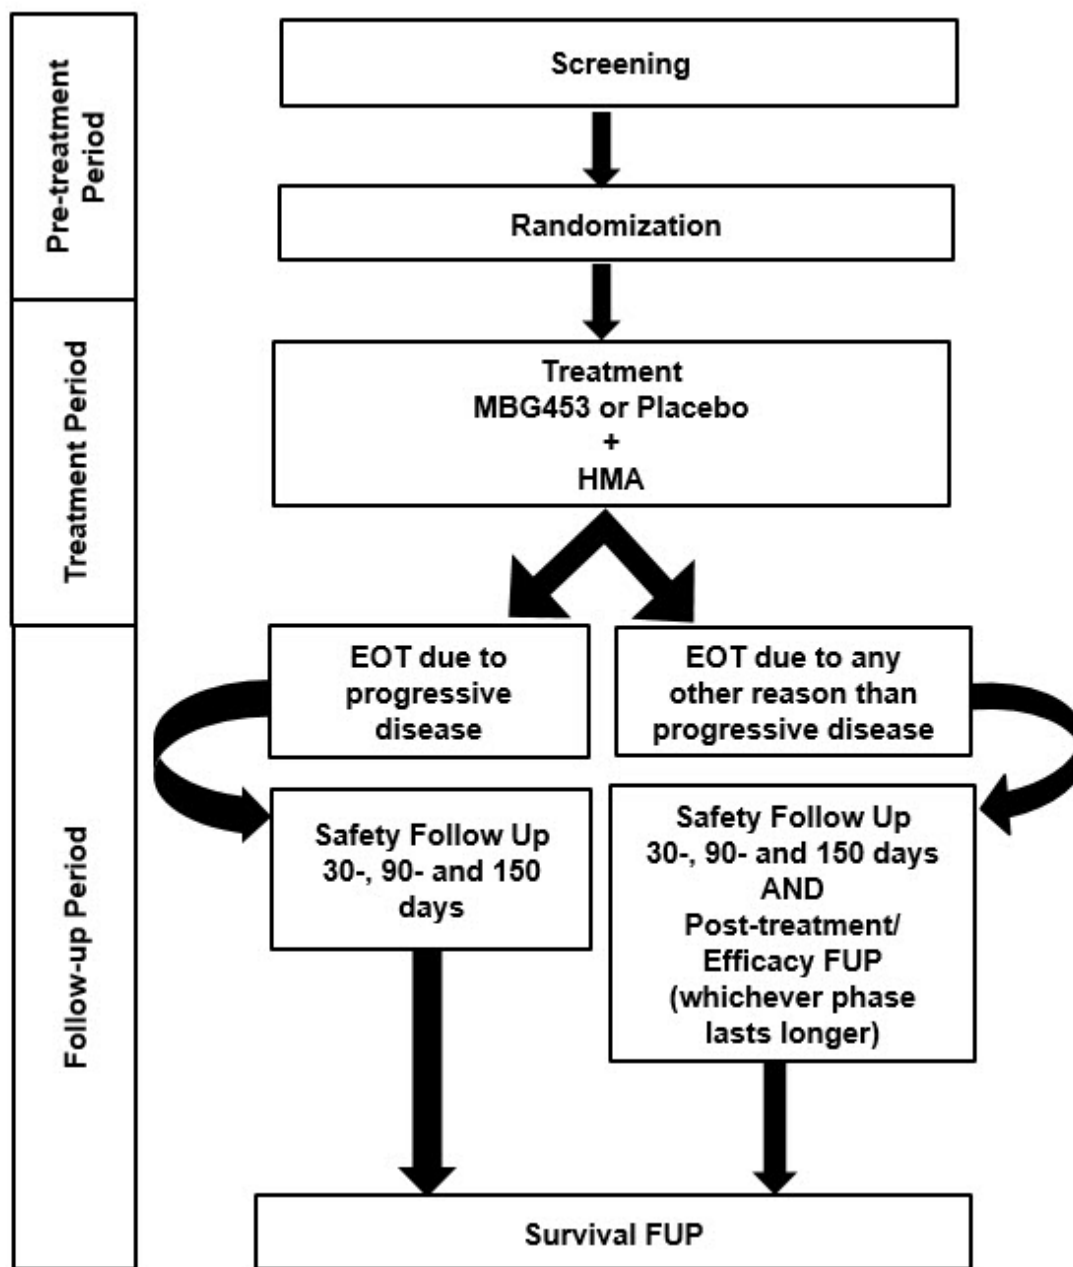 Pre-treatment
Period
Screening
Randomization
Treatment Period
Treatment
MBG453 or Placebo
+
HMA
Follow-up Period
EOT due to
progressive
disease
EOT due to any
other reason than
progressive disease
Safety Follow Up
30-, 90- and 150
days
Safety Follow Up
30-, 90- and 150 days
AND
Post-treatment/
Efficacy FUP
(whichever phase
lasts longer)
Survival FUP